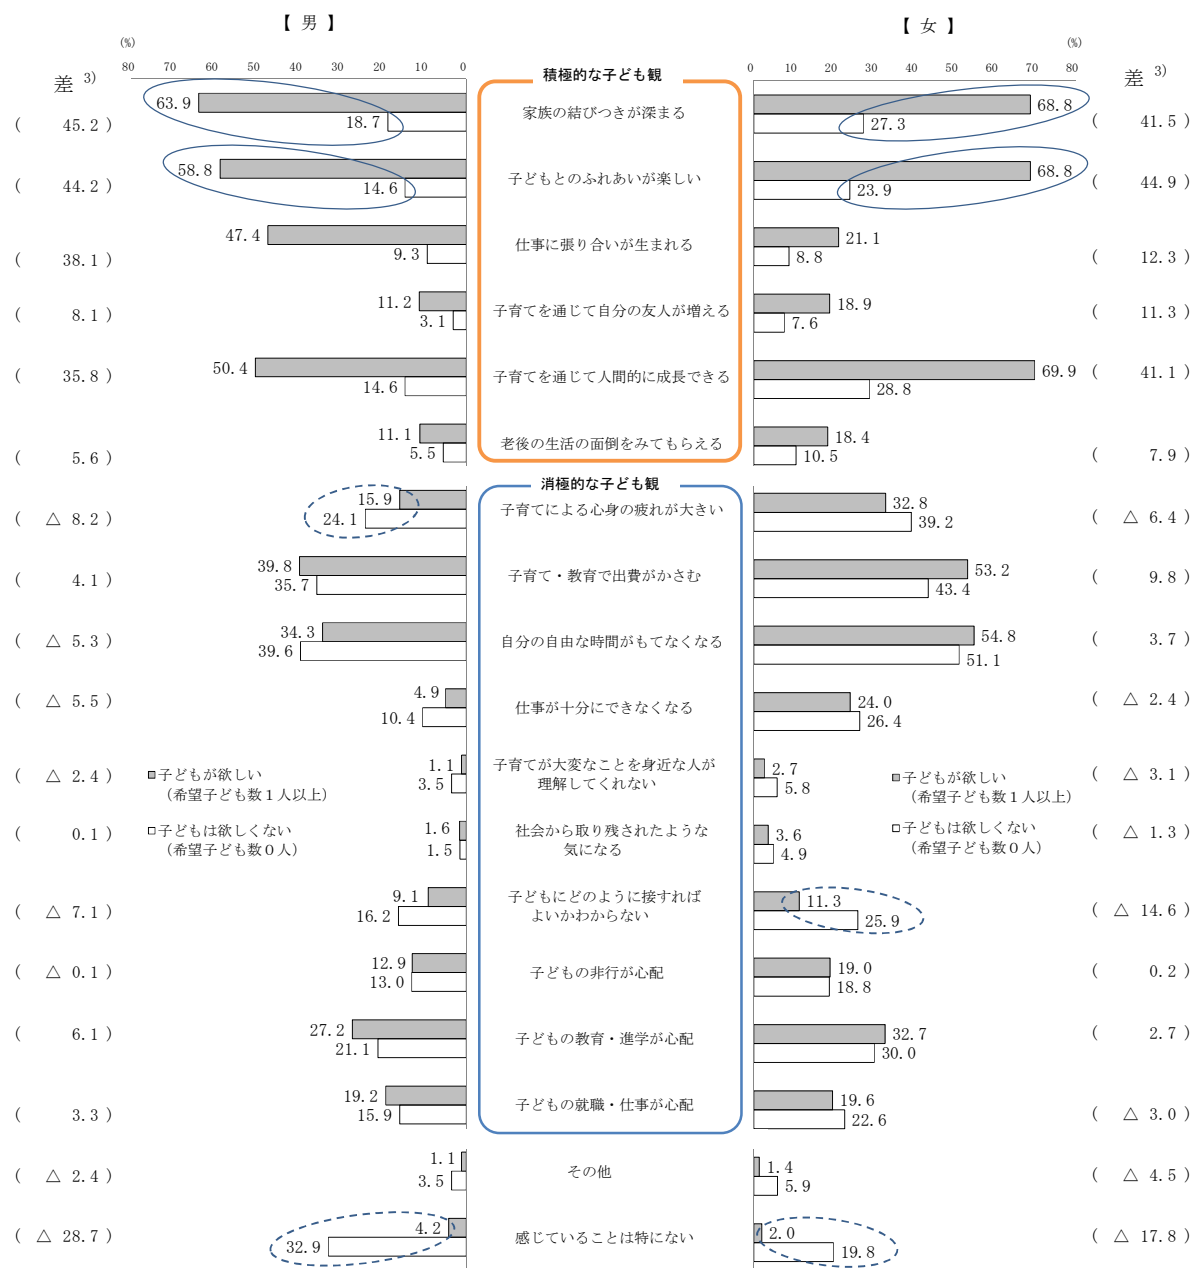 【 男 】
【 女 】
(%)
(%)
差 3)
80 70 60 50 40 30 20 10 0
積極的な子ども観
0 10 20 30 40 50 60 70 80
差 3)
( 45.2 ) 63.9 18.7 家族の結びつきが深まる 68.8 27.3 ( 41.5 )
( 44.2 ) 58.8 14.6 子どもとのふれあいが楽しい 68.8 23.9 ( 44.9 )
( 38.1 ) 47.4 9.3 仕事に張り合いが生まれる 21.1 8.8 ( 12.3 )
( 8.1 ) 11.2 3.1 子育てを通じて自分の友人が増える 18.9 7.6 ( 11.3 )
( 35.8 ) 50.4 14.6 子育てを通じて人間的に成長できる 69.9 28.8 ( 41.1 )
( 5.6 ) 11.1 5.5 老後の生活の面倒をみてもらえる 18.4 10.5 ( 7.9 )
消極的な子ども観
( △ 8.2 ) 15.9 24.1 子育てによる心身の疲れが大きい 32.8 39.2 ( △ 6.4 )
( 4.1 ) 39.8 35.7 子育て・教育で出費がかさむ 53.2 43.4 ( 9.8 )
( △ 5.3 ) 34.3 39.6 自分の自由な時間がもてなくなる 54.8 51.1 ( 3.7 )
( △ 5.5 ) 4.9 10.4 仕事が十分にできなくなる 24.0 26.4 ( △ 2.4 )
( △ 2.4 ) 1.1 3.5 子育てが大変なことを身近な人が
理解してくれない 2.7 5.8 ( △ 3.1 )
子どもが欲しい
（希望子ども数１人以上）
子どもは欲しくない
（希望子ども数０人）
子どもが欲しい
（希望子ども数１人以上）
子どもは欲しくない
（希望子ども数０人）
( 0.1 ) 1.6 1.5 社会から取り残されたような
気になる 3.6 4.9 ( △ 1.3 )
( △ 7.1 ) 9.1 16.2 子どもにどのように接すれば
よいかわからない 11.3 25.9 ( △ 14.6 )
( △ 0.1 ) 12.9 13.0 子どもの非行が心配 19.0 18.8 ( 0.2 )
( 6.1 ) 27.2 21.1 子どもの教育・進学が心配 32.7 30.0 ( 2.7 )
( 3.3 ) 19.2 15.9 子どもの就職・仕事が心配 19.6 22.6 ( △ 3.0 )
( △ 2.4 ) 1.1 3.5 その他 1.4 5.9 ( △ 4.5 )
( △ 28.7 ) 4.2 32.9 感じていることは特にない 2.0 19.8 ( △ 17.8 )